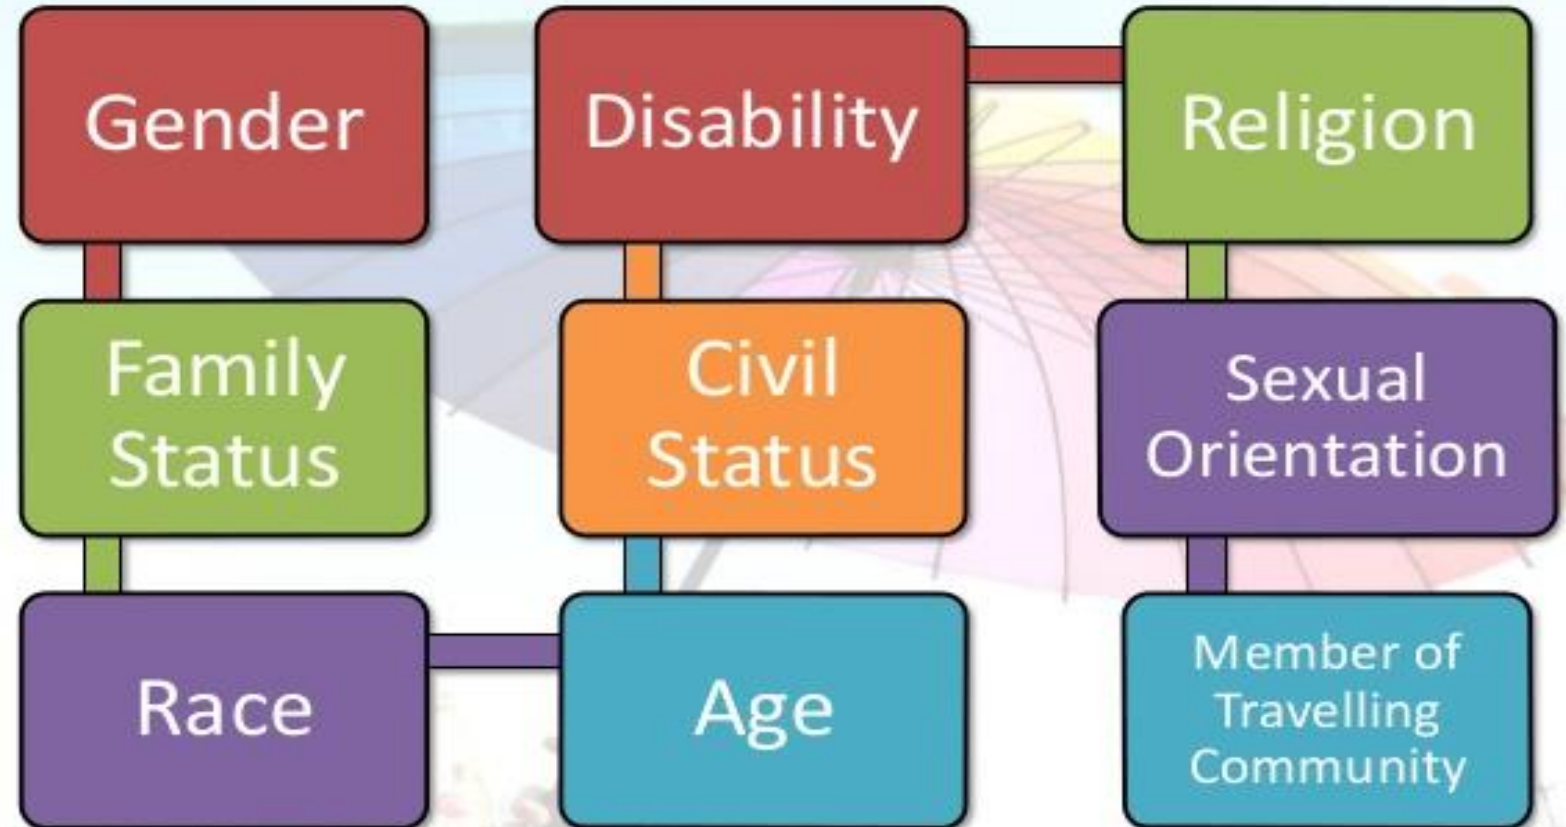 Gender
Disability
Religion
Family
Status
Civil
Status
Sexual
Orientation
Race
Age
Member of
Travelling
Community